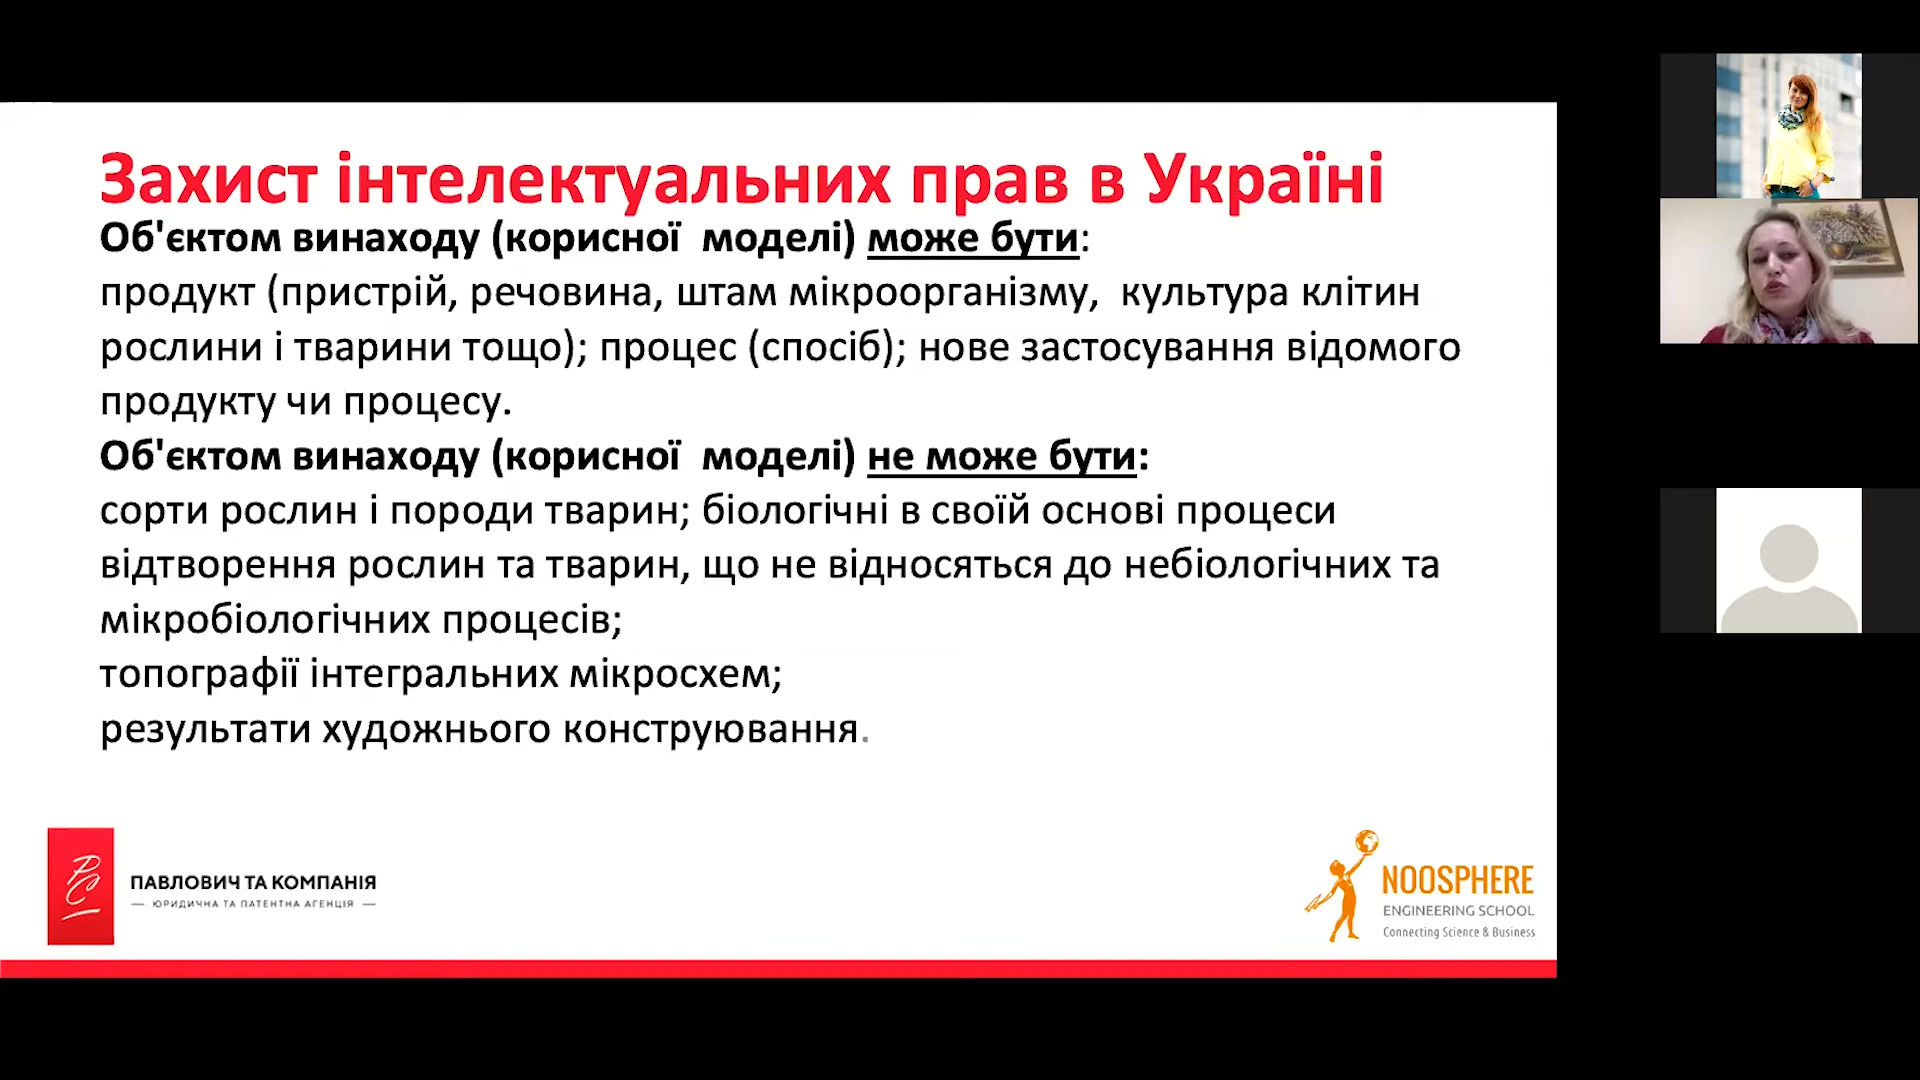 Захист інтелектуальних прав в Україні
Об'єктом винаходу (корисної  моделі) може бути:
продукт (пристрій, речовина, штам мікроорганізму,  культура клітин
рослини і тварини тощо); процес (спосіб); нове застосування відомого
продукту чи процесу.
Об'єктом винаходу (корисної  моделі) не може бути:
сорти рослин і породи тварин; біологічні в своїй основі процеси
відтворення рослин та тварин, що не відносяться до небіологічних та
мікробіологічних процесів;
топографії інтегральних мікросхем;
результати художнього конструювання.
ПАВЛОВИЧ ТА КОМПАНІЯ
— ЮРИДИЧНА ТА ПАТЕНТНА АГЕНЦІЯ —
NOOSPHERE
ENGINEERING SCHOOL
Connecting Science & Business